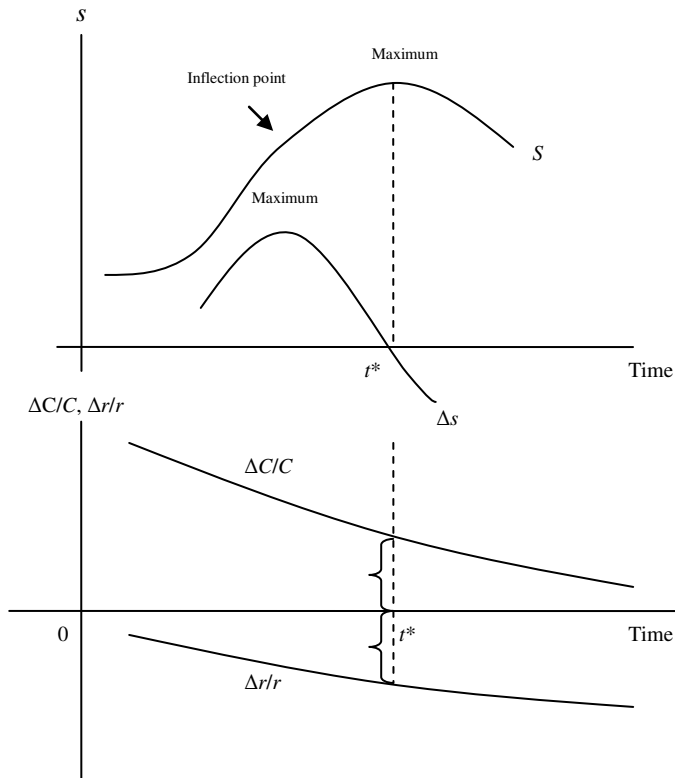 s
Maximum
Inflection point
S
Maximum
t*
Time
ΔC/C, Δr/r
Δs
ΔC/C
0
t*
Time
Δr/r